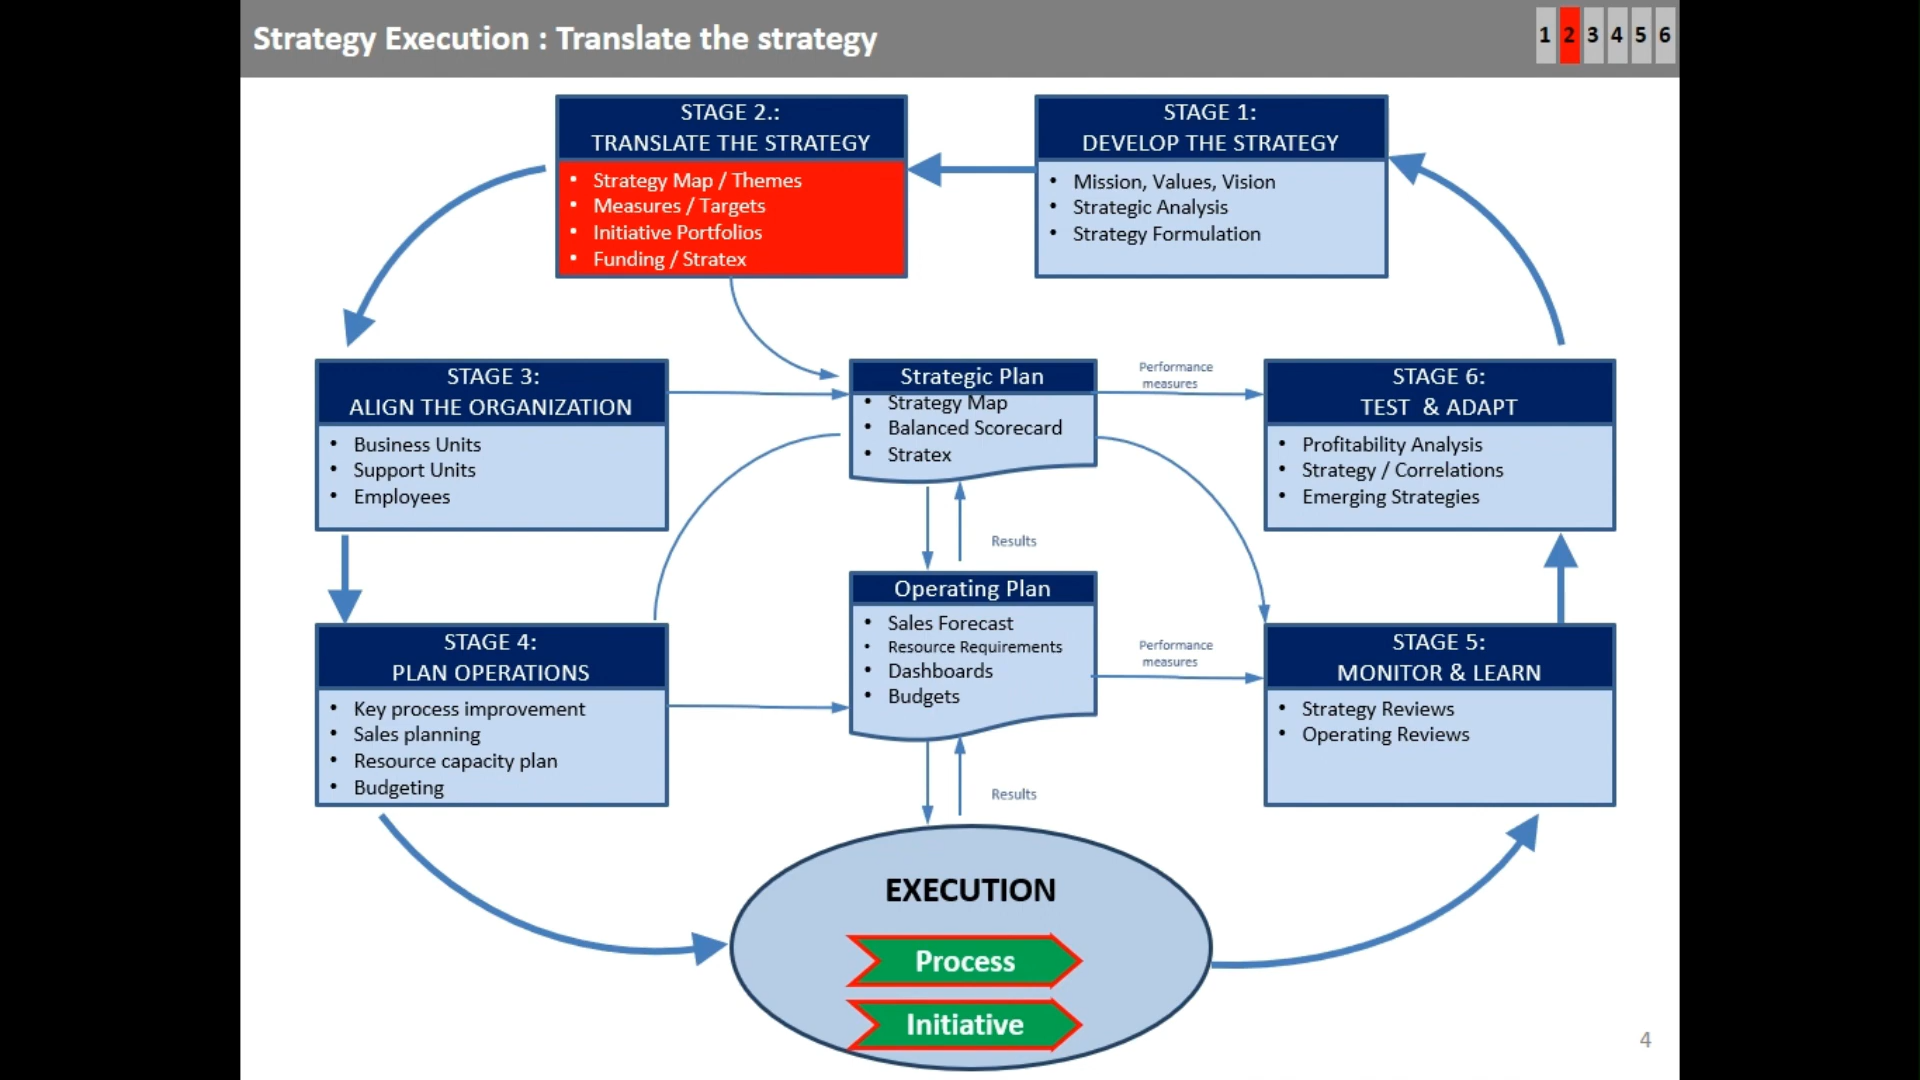 Strategy Execution : Translate the strategy
1 2 3 4 5 6
STAGE 2.:
TRANSLATE THE STRATEGY
• Strategy Map / Themes
• Measures / Targets
• Initiative Portfolios
• Funding / Stratex
STAGE 1:
DEVELOP THE STRATEGY
• Mission, Values, Vision
• Strategic Analysis
• Strategy Formulation
STAGE 3:
ALIGN THE ORGANIZATION
• Business Units
• Support Units
• Employees
Strategic Plan
• Strategy Map
• Balanced Scorecard
• Stratex
Performance
measures
STAGE 6:
TEST & ADAPT
• Profitability Analysis
• Strategy / Correlations
• Emerging Strategies
Results
STAGE 4:
PLAN OPERATIONS
• Key process improvement
• Sales planning
• Resource capacity plan
• Budgeting
Operating Plan
• Sales Forecast
• Resource Requirements
• Dashboards
• Budgets
Performance
measures
STAGE 5:
MONITOR & LEARN
• Strategy Reviews
• Operating Reviews
Results
EXECUTION
Process
Initiative
4